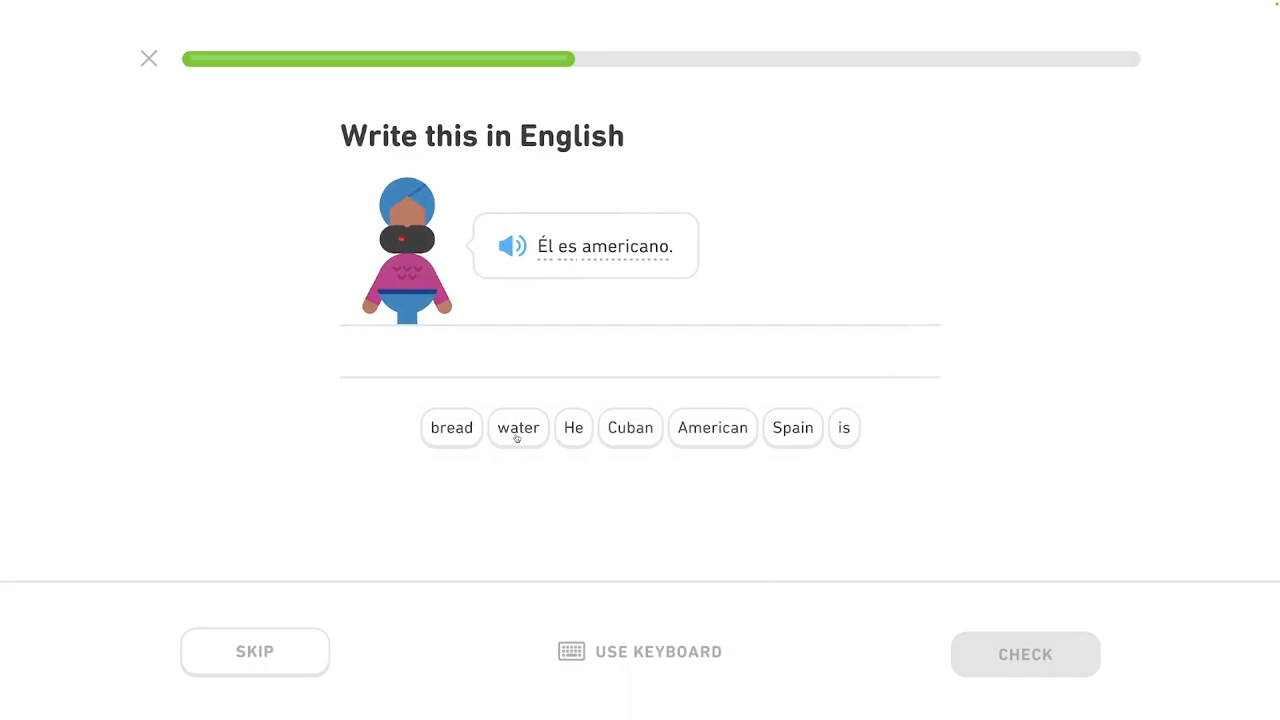 Write this in English
Él es americano.
bread water He Cuban American Spain is
SKIP USE KEYBOARD CHECK